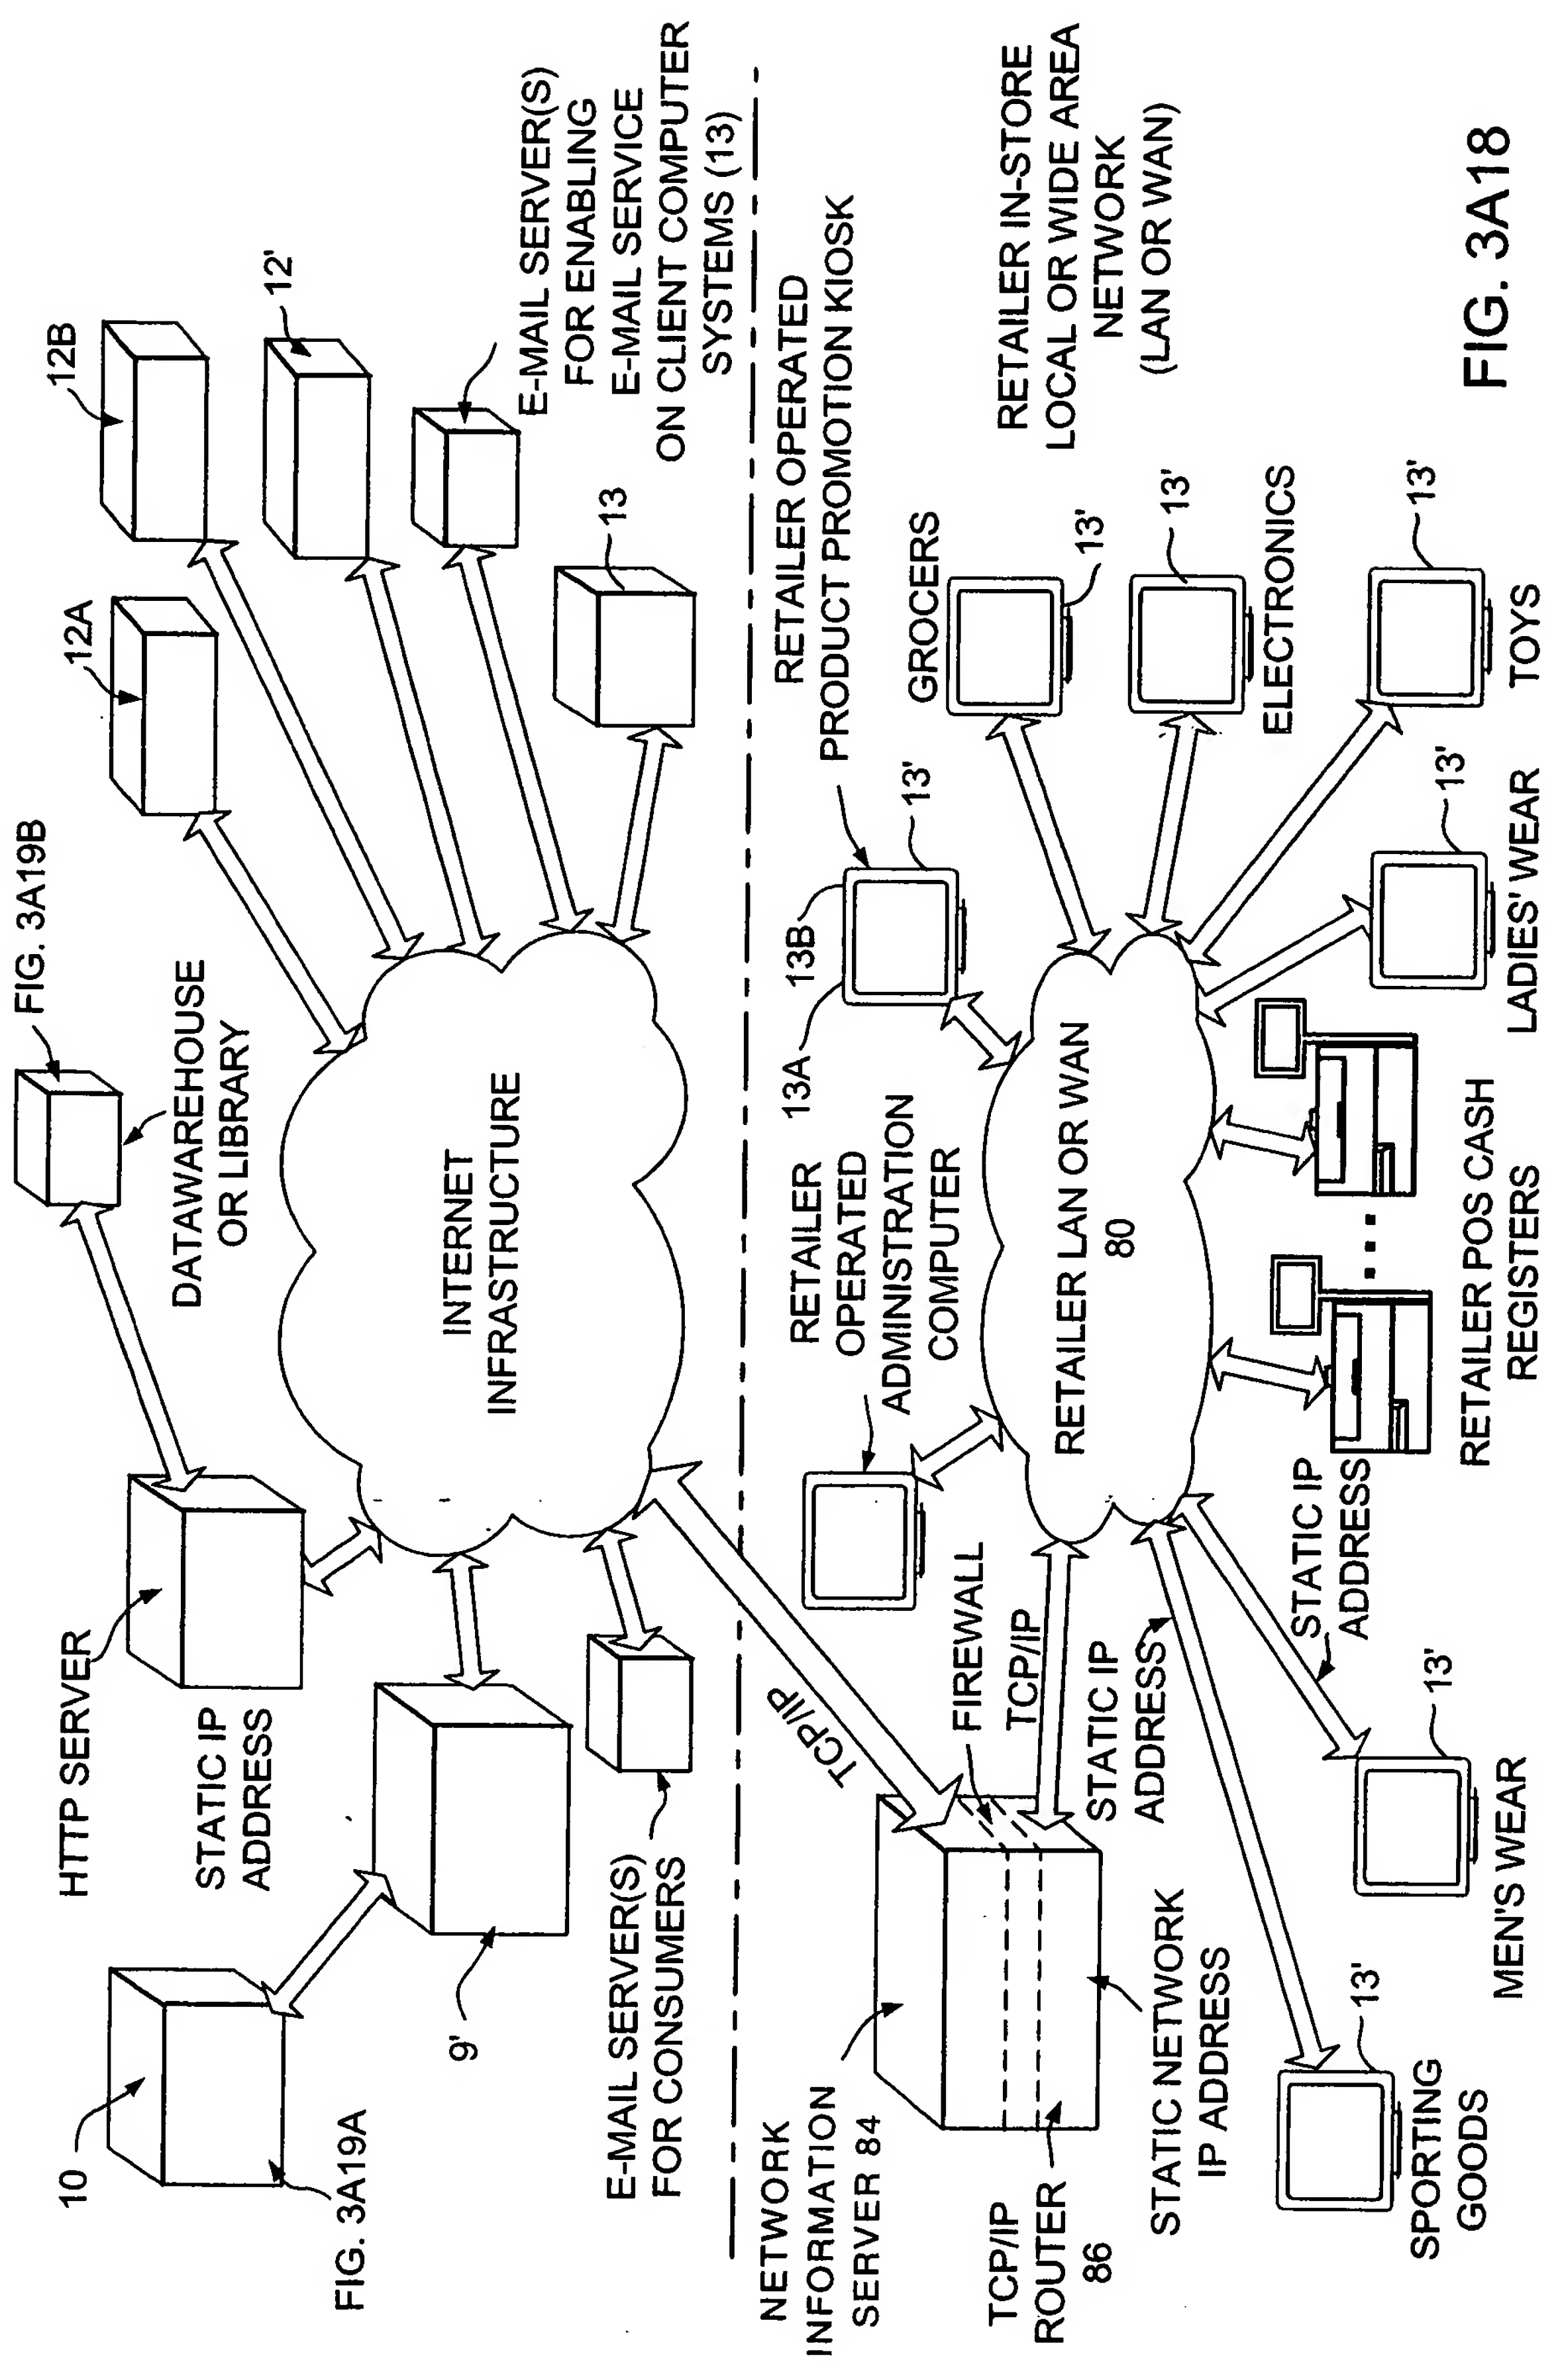 10
FIG. 3A19A
HTTP SERVER
STATIC IP
ADDRESS
FIG. 3A19B
DATAWAREHOUSE
OR LIBRARY
12A
12B
12'
E-MAIL SERVER(S)
FOR ENABLING
E-MAIL SERVICE
ON CLIENT COMPUTER
SYSTEMS (13)
13
9'
INTERNET
INFRASTRUCTURE
E-MAIL SERVER(S)
FOR CONSUMERS
TCP/IP
NETWORK
INFORMATION
SERVER 84
FIREWALL
TCP/IP
TCP/IP
ROUTER
86
STATIC NETWORK
IP ADDRESS
STATIC IP
ADDRESS
RETAILER
OPERATED
ADMINISTRATION
COMPUTER
13A
13B
13'
RETAILER OPERATED
PRODUCT PROMOTION KIOSK
RETAILER LAN OR WAN
80
RETAILER IN-STORE
LOCAL OR WIDE AREA
NETWORK
(LAN OR WAN)
GROCERS
13'
13'
ELECTRONICS
13'
TOYS
13'
LADIES' WEAR
RETAILER POS CASH
REGISTERS
STATIC IP
ADDRESS
13'
MEN'S WEAR
13'
SPORTING
GOODS
FIG. 3A18